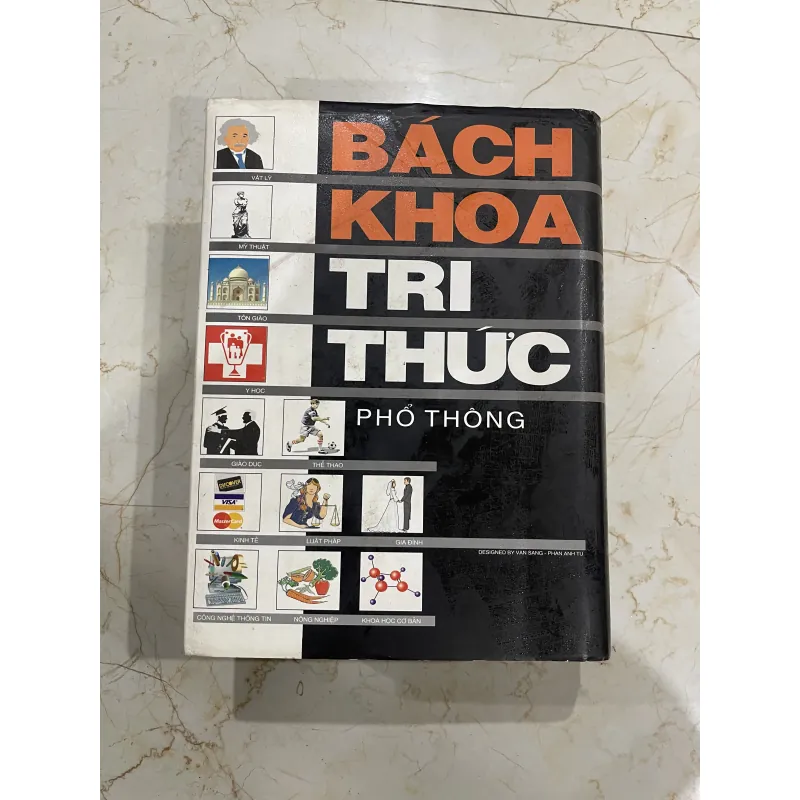 BÁCH
VẬT LÝ
KHOA
MỸ THUẬT
TRI
TÔN GIÁO
THỨC
Y HỌC
PHỔ THÔNG
GIÁO DỤC
THỂ THAO
DISCOVER
VISA
MasterCard
KINH TẾ
LUẬT PHÁP
GIA ĐÌNH
DESIGNED BY VAN SANG - PHAN ANH TU
CÔNG NGHỆ THÔNG TIN
NÔNG NGHIỆP
KHOA HỌC CƠ BẢN